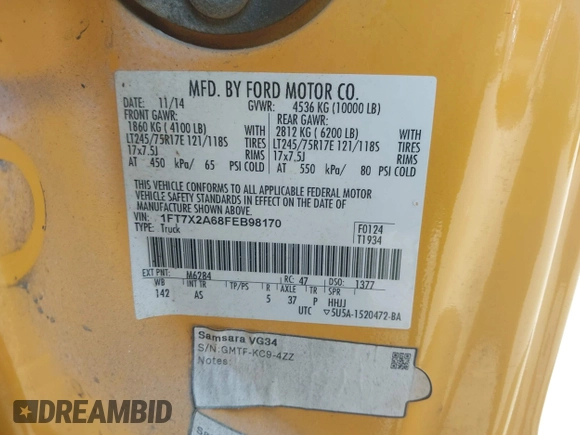 MFD. BY FORD MOTOR CO.
DATE: 11/14 GVWR: 4536 KG (10000 LB)
FRONT GAWR: REAR GAWR:
1860 KG ( 4100 LB) 2812 KG ( 6200 LB)
LT245/75R17E 121/118S TIRES LT245/75R17E 121/118S TIRES
17x7.5J RIMS 17x7.5J RIMS
AT 450 kPa/ 65 PSI COLD AT 550 kPa/ 80 PSI COLD
THIS VEHICLE CONFORMS TO ALL APPLICABLE FEDERAL MOTOR
VEHICLE SAFETY STANDARDS IN EFFECT ON THE DATE OF
MANUFACTURE SHOWN ABOVE.
VIN: 1FT7X2A68FEB98170 F0124
TYPE: Truck T1934
EXT PNT: M6284 RC: 47 DSO: 1377
WB INT TR TP/PS R AXLE TR SPR
142 AS 5 37 P HHJJ
UTC ▽5U5A-1520472-BA
Samsara VG34
S/N:GMTF-KC9-4ZZ
Notes:
DREAMBID